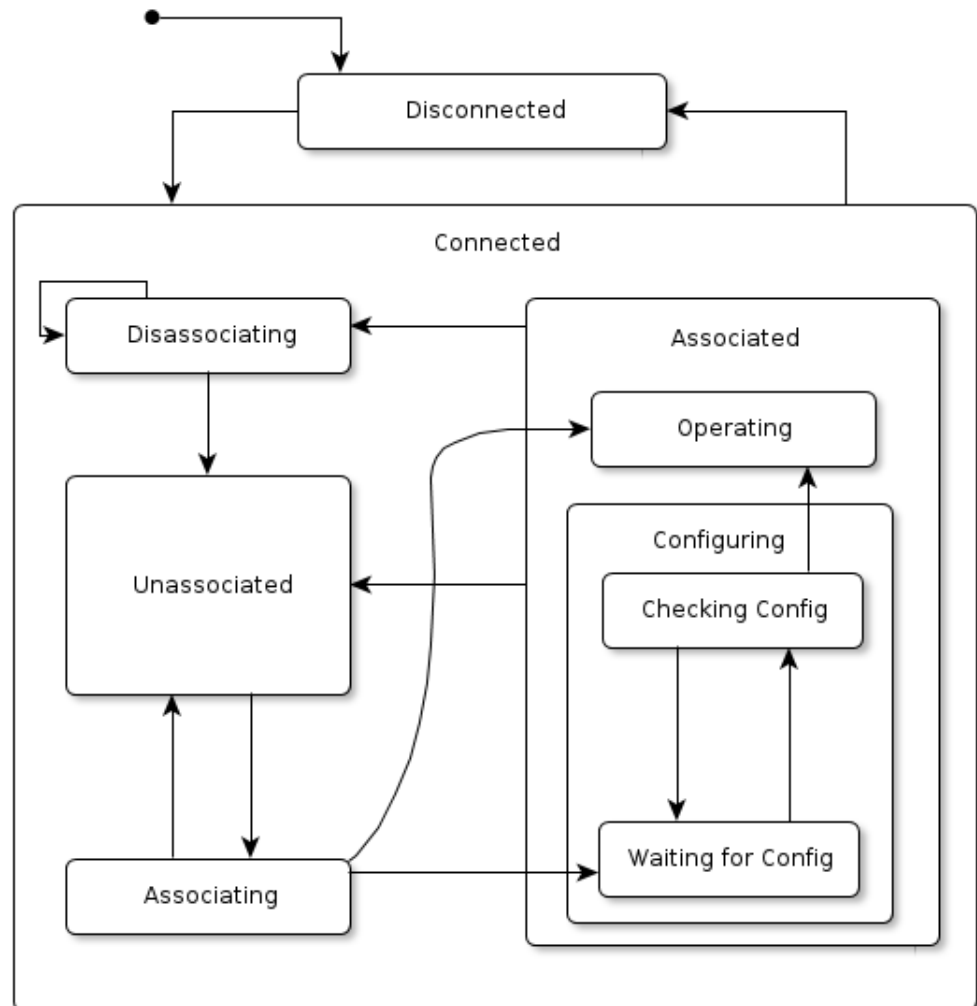 Disconnected
Connected
Disassociating
Associated
Operating
Configuring
Unassociated
Checking Config
Waiting for Config
Associating